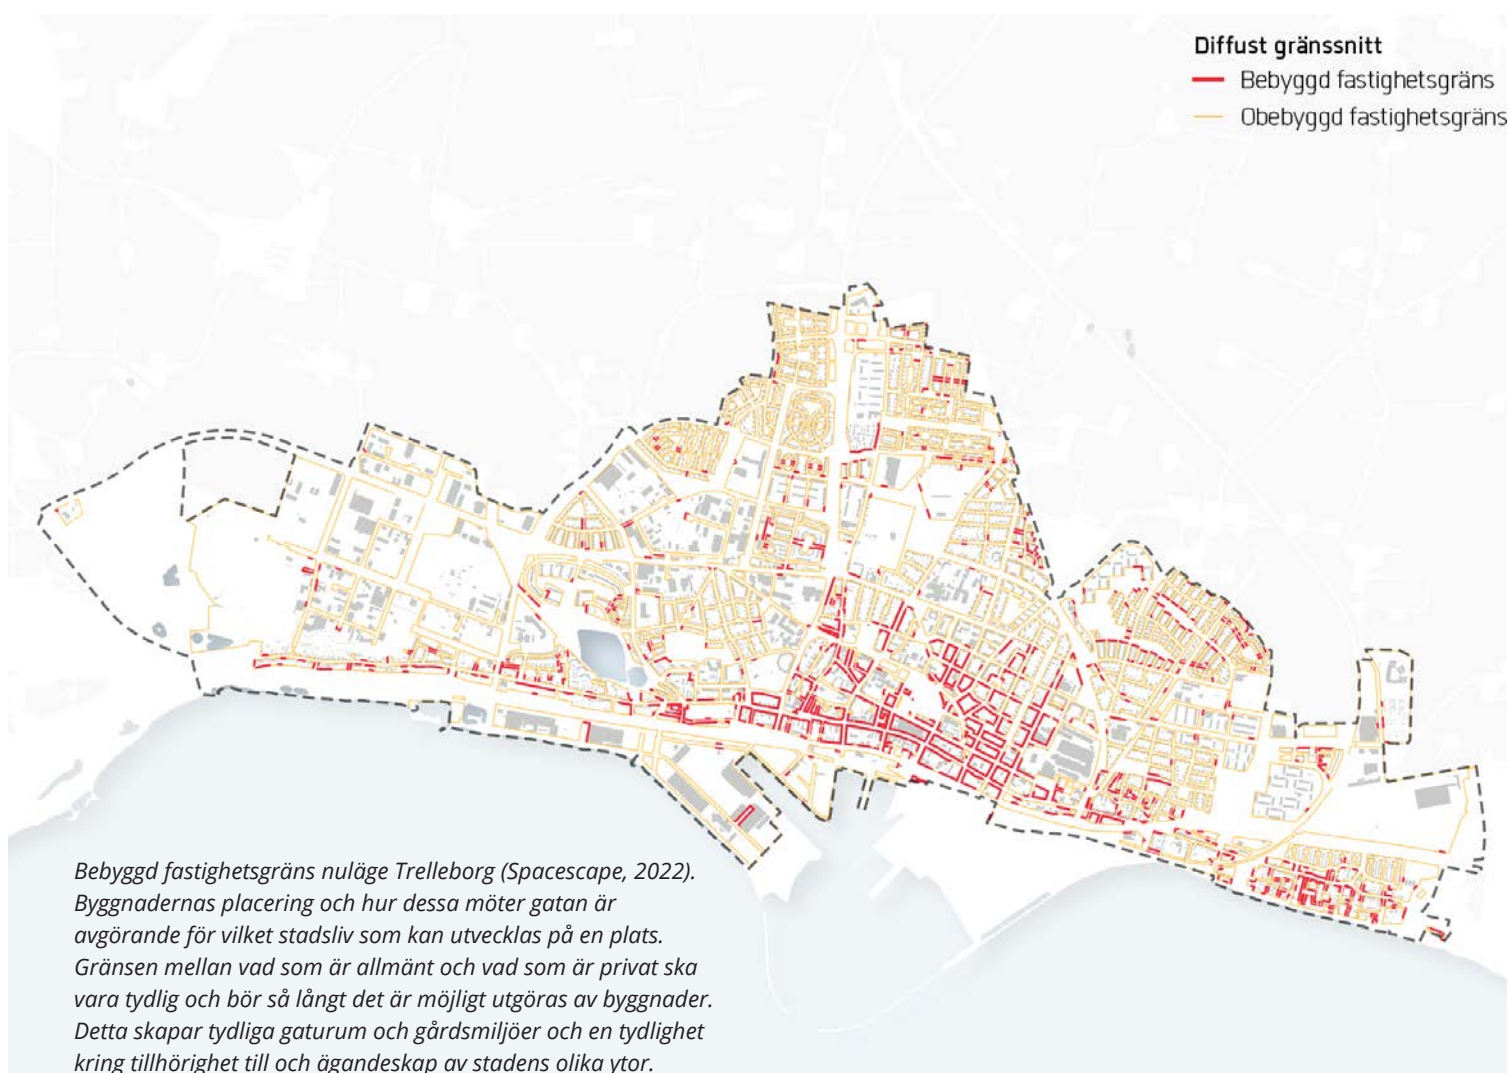 Diffust gränssnitt
Bebyggd fastighetsgräns
Obebyggd fastighetsgräns
Bebyggd fastighetsgräns nuläge Trelleborg (Spacescape, 2022).
Byggnadernas placering och hur dessa möter gatan är
avgörande för vilket stadsliv som kan utvecklas på en plats.
Gränsen mellan vad som är allmänt och vad som är privat ska
vara tydlig och bör så långt det är möjligt utgöras av byggnader.
Detta skapar tydliga gaturum och gårdsmiljöer och en tydlighet
kring tillhörighet till och ägandeskap av stadens olika ytor.